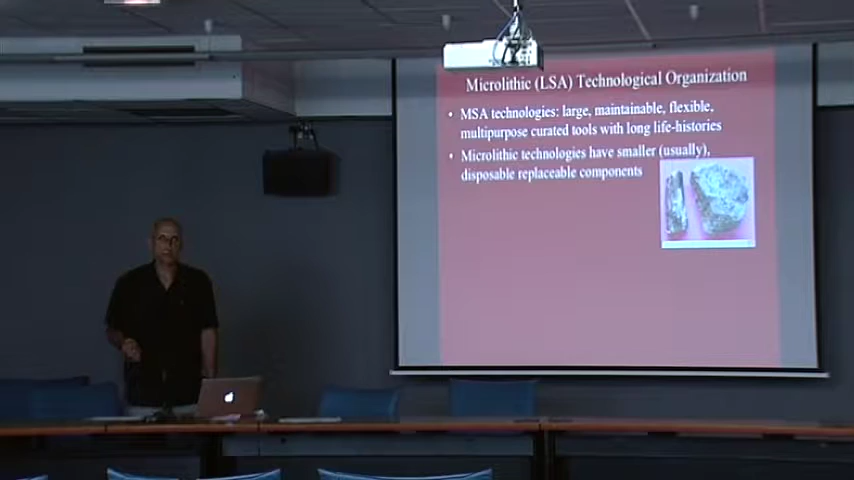 Microlithic (LSA) Technological Organization
• MSA technologies: large, maintainable, flexible,
multipurpose curated tools with long life-histories
• Microlithic technologies have smaller (usually),
disposable replaceable components